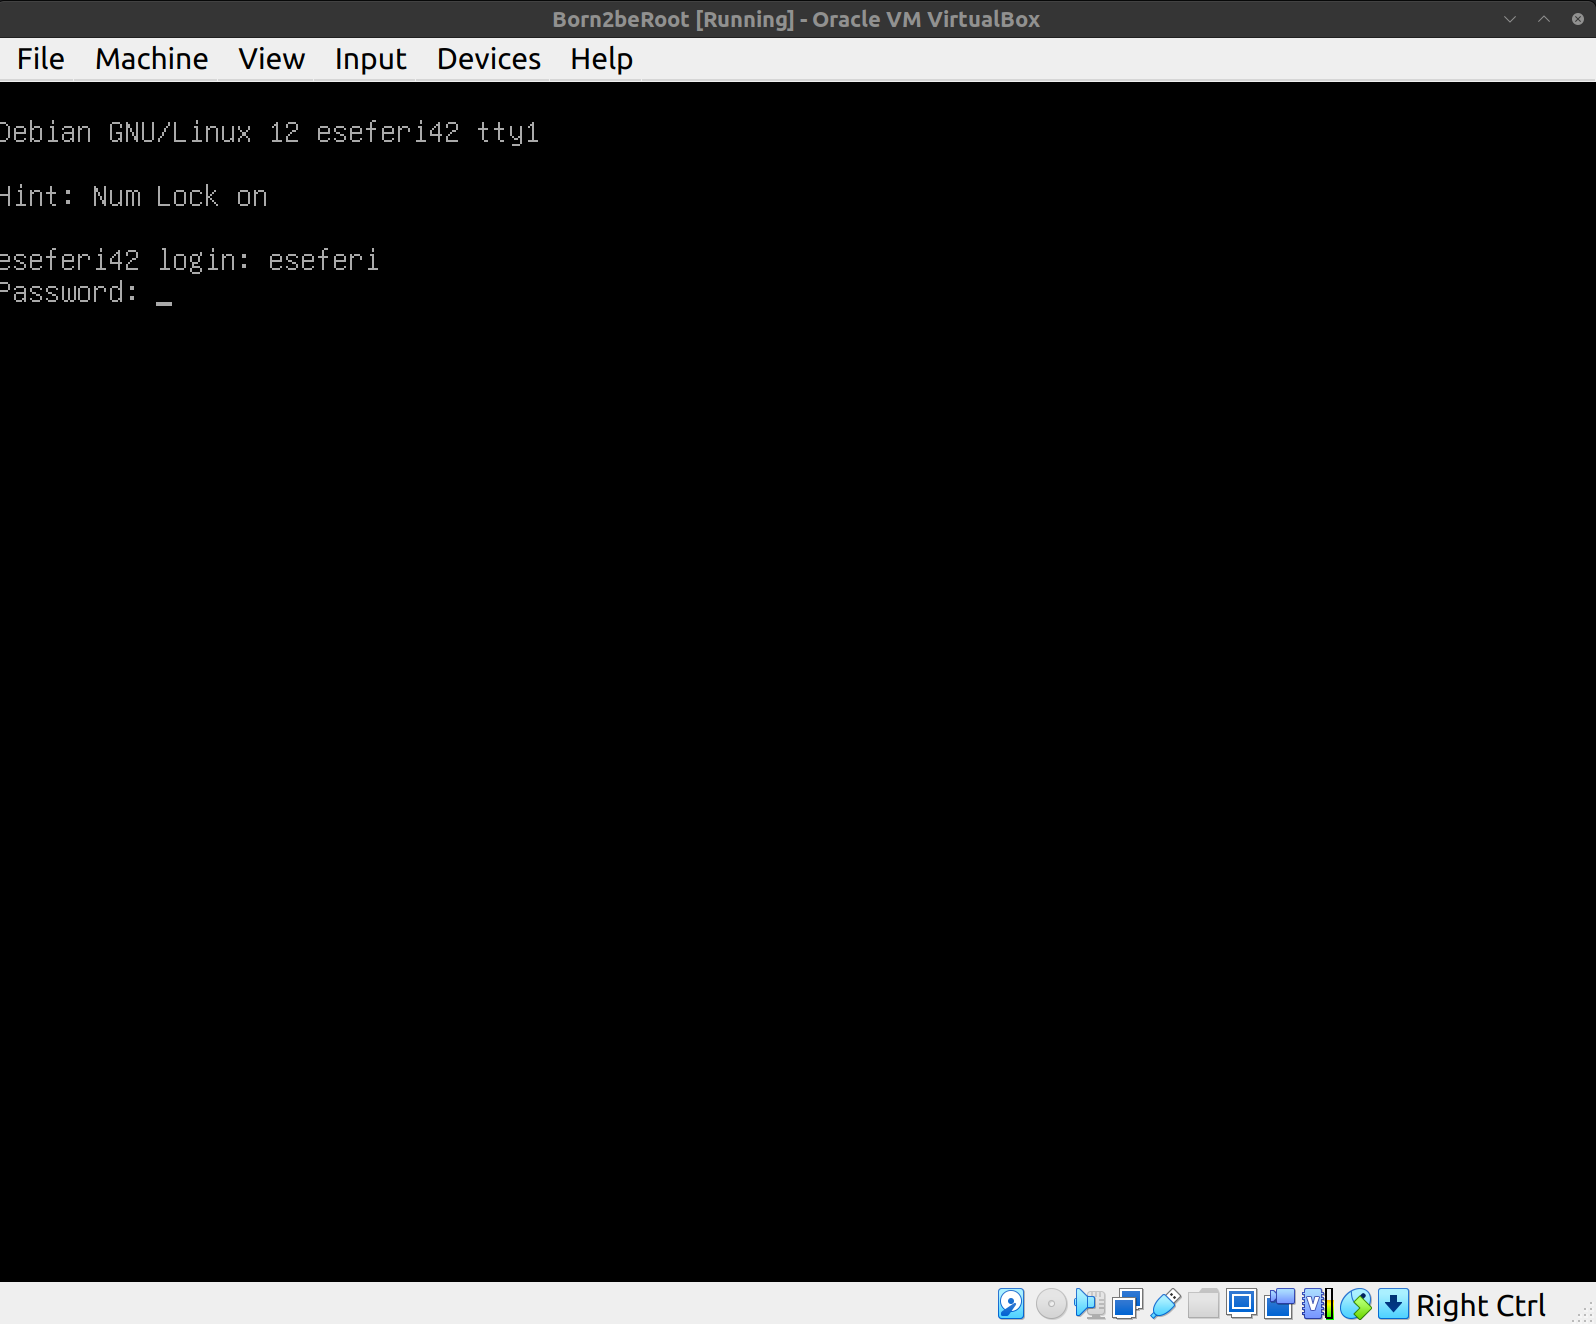 Born2beRoot [Running] - Oracle VM VirtualBox
File Machine View Input Devices Help
Debian GNU/Linux 12 eseferi42 tty1
Hint: Num Lock on
eseferi42 login: eseferi
Password: _
Right Ctrl